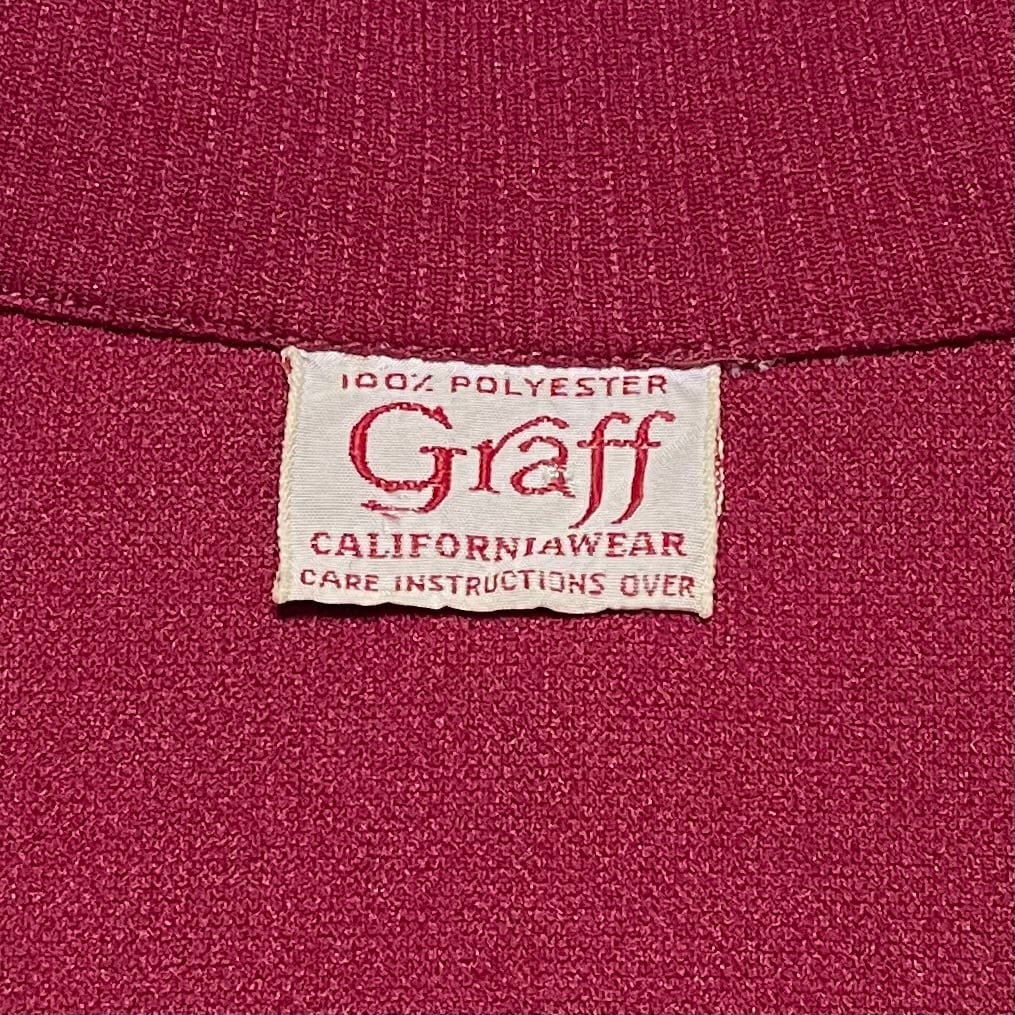 100% POLYESTER
Graff
CALIFORNIAWEAR
CARE INSTRUCTIONS OVER